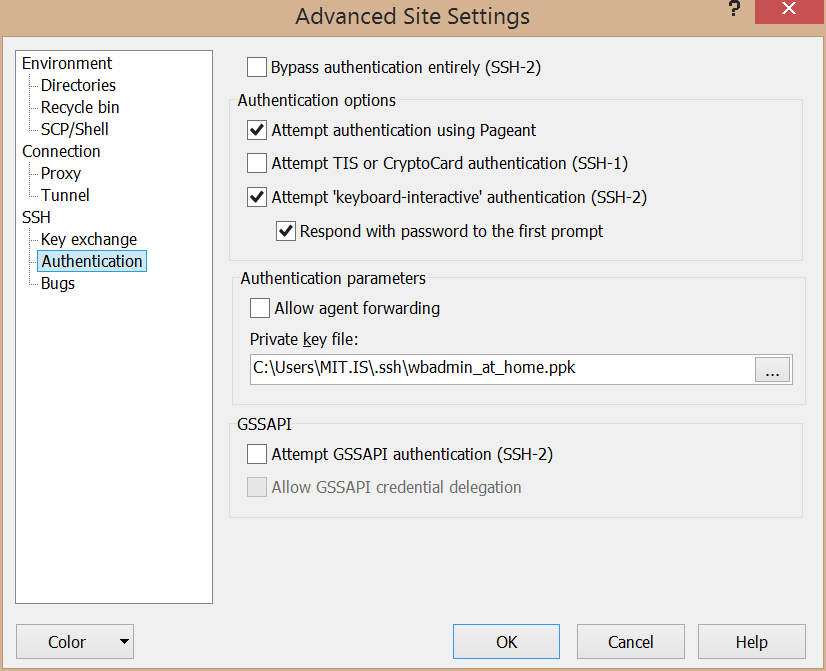 Advanced Site Settings
?
Environment
Directories
Recycle bin
SCP/Shell
Connection
Proxy
Tunnel
SSH
Key exchange
Authentication
Bugs
Bypass authentication entirely (SSH-2)
Authentication options
Attempt authentication using Pageant
Attempt TIS or CryptoCard authentication (SSH-1)
Attempt 'keyboard-interactive' authentication (SSH-2)
Respond with password to the first prompt
Authentication parameters
Allow agent forwarding
Private key file:
C:\Users\MIT.IS\.ssh\wbadmin_at_home.ppk
...
GSSAPI
Attempt GSSAPI authentication (SSH-2)
Allow GSSAPI credential delegation
Color
OK
Cancel
Help